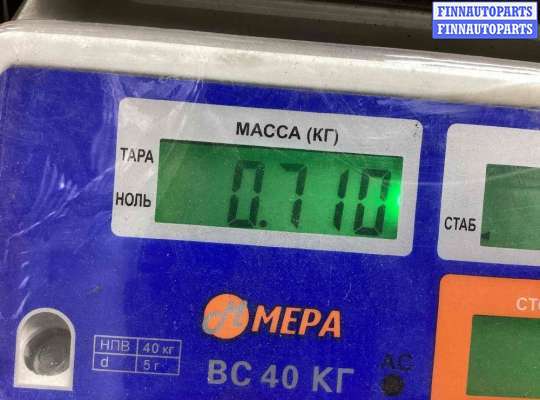 FINNAUTOPARTS
FINNAUTOPARTS
МАССА (КГ)
ТАРА
НОЛЬ
0.710
СТАБ
МЕРА
НПВ 40 кг
d 5 г
ВС 40 КГ
АС